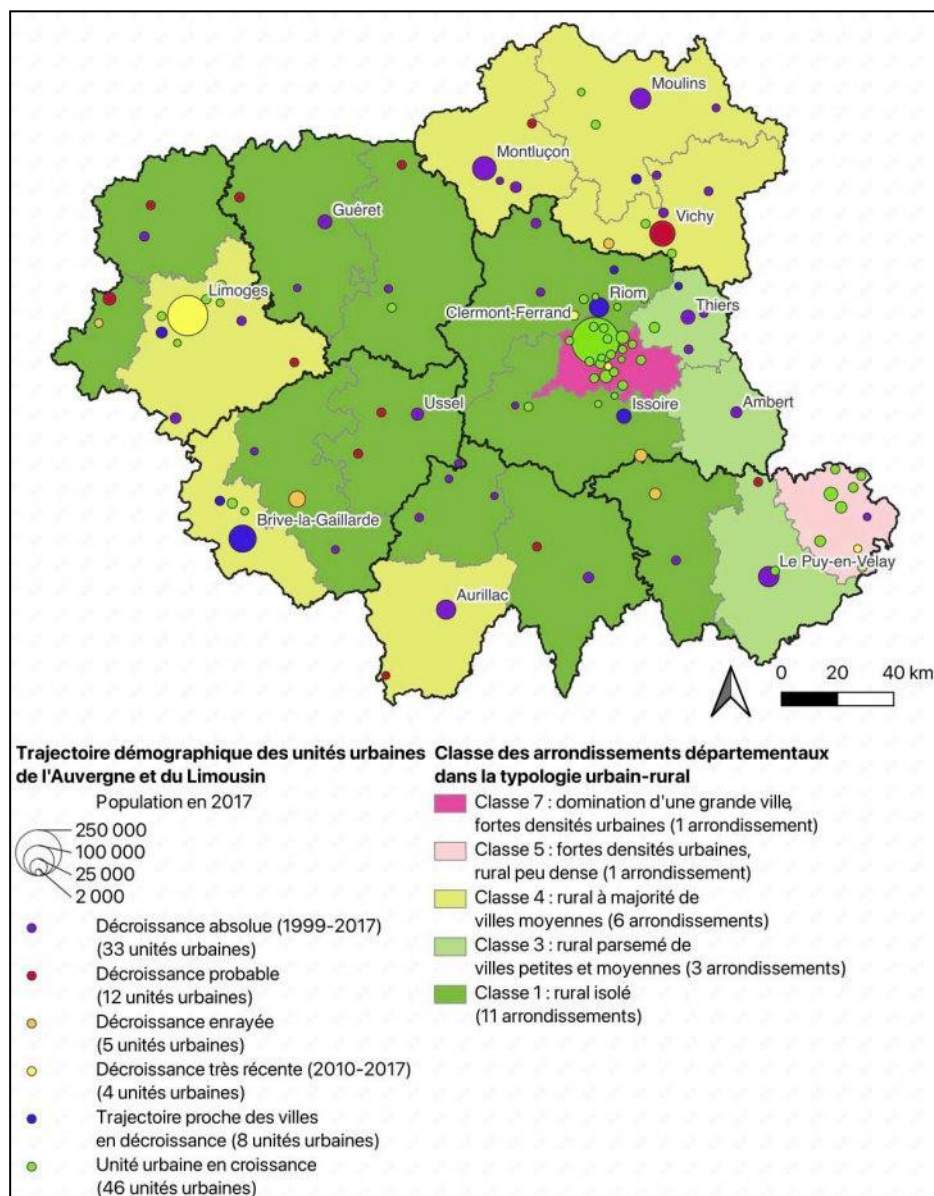 Moulins
Montluçon
Guéret
Vichy
Limoges
Riom
Clermont-Ferrand
Thiers
Ussel
Issoire
Ambert
Brive-la-Gaillarde
Le Puy-en-Velay
Aurillac
0 20 40 km
Trajectoire démographique des unités urbaines
de l'Auvergne et du Limousin
Population en 2017
250 000
100 000
25 000
2 000
Décroissance absolue (1999-2017)
(33 unités urbaines)
Décroissance probable
(12 unités urbaines)
Décroissance enrayée
(5 unités urbaines)
Décroissance très récente (2010-2017)
(4 unités urbaines)
Trajectoire proche des villes
en décroissance (8 unités urbaines)
Unité urbaine en croissance
(46 unités urbaines)
Classe des arrondissements départementaux
dans la typologie urbain-rural
Classe 7 : domination d'une grande ville,
fortes densités urbaines (1 arrondissement)
Classe 5 : fortes densités urbaines,
rural peu dense (1 arrondissement)
Classe 4 : rural à majorité de
villes moyennes (6 arrondissements)
Classe 3 : rural parsemé de
villes petites et moyennes (3 arrondissements)
Classe 1 : rural isolé
(11 arrondissements)